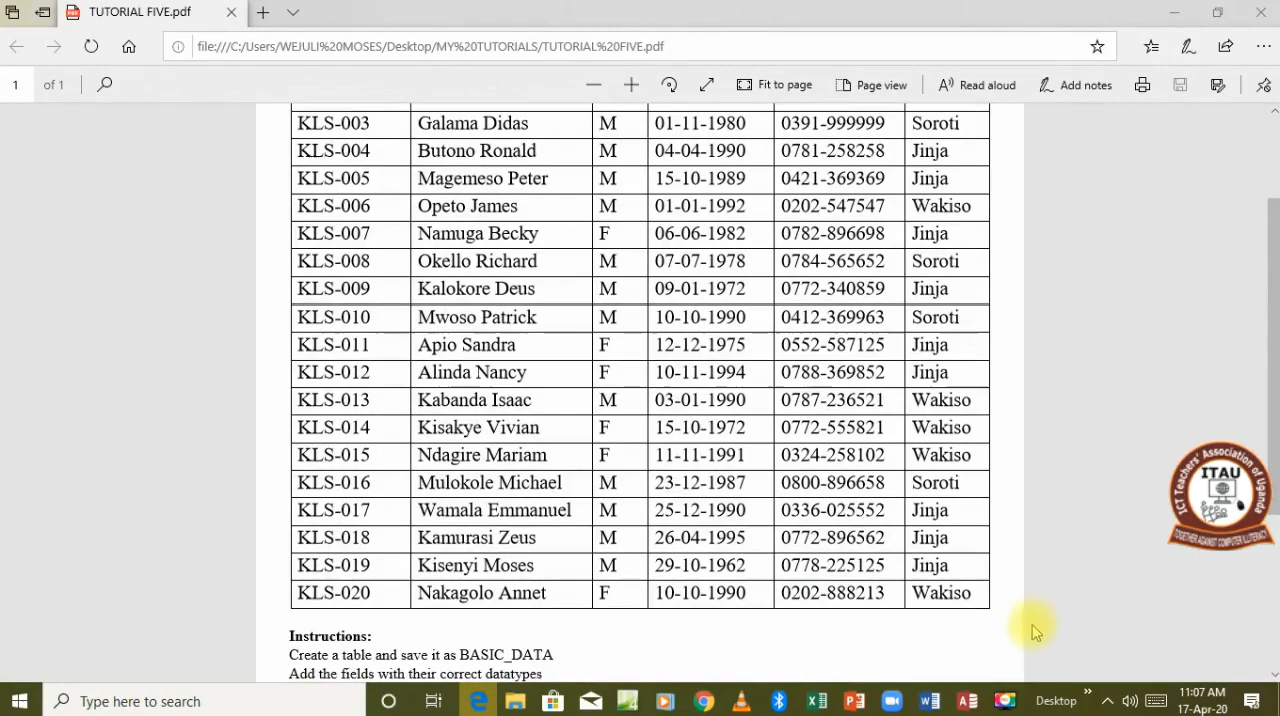 TUTORIAL FIVE.pdf
file:///C:/Users/WEJULI%20MOSES/Desktop/MY%20TUTORIALS/TUTORIAL%20FIVE.pdf
1 of 1 Fit to page Page view Read aloud Add notes
KLS-003 Galama Didas M 01-11-1980 0391-999999 Soroti
KLS-004 Butono Ronald M 04-04-1990 0781-258258 Jinja
KLS-005 Magemeso Peter M 15-10-1989 0421-369369 Jinja
KLS-006 Opeto James M 01-01-1992 0202-547547 Wakiso
KLS-007 Namuga Becky F 06-06-1982 0782-896698 Jinja
KLS-008 Okello Richard M 07-07-1978 0784-565652 Soroti
KLS-009 Kalokore Deus M 09-01-1972 0772-340859 Jinja
KLS-010 Mwoso Patrick M 10-10-1990 0412-369963 Soroti
KLS-011 Apio Sandra F 12-12-1975 0552-587125 Jinja
KLS-012 Alinda Nancy F 10-11-1994 0788-369852 Jinja
KLS-013 Kabanda Isaac M 03-01-1990 0787-236521 Wakiso
KLS-014 Kisakye Vivian F 15-10-1972 0772-555821 Wakiso
KLS-015 Ndagire Mariam F 11-11-1991 0324-258102 Wakiso
KLS-016 Mulokole Michael M 23-12-1987 0800-896658 Soroti
KLS-017 Wamala Emmanuel M 25-12-1990 0336-025552 Jinja
KLS-018 Kamurasi Zeus M 26-04-1995 0772-896562 Jinja
KLS-019 Kisenyi Moses M 29-10-1962 0778-225125 Jinja
KLS-020 Nakagolo Annet F 10-10-1990 0202-888213 Wakiso
ICT Teachers' Association of Uganda
ITAU
TOGETHER AGAINST COMPUTER ILLITERACY
Instructions:
Create a table and save it as BASIC_DATA
Add the fields with their correct datatypes
Type here to search
Desktop
11:07 AM
17-Apr-20